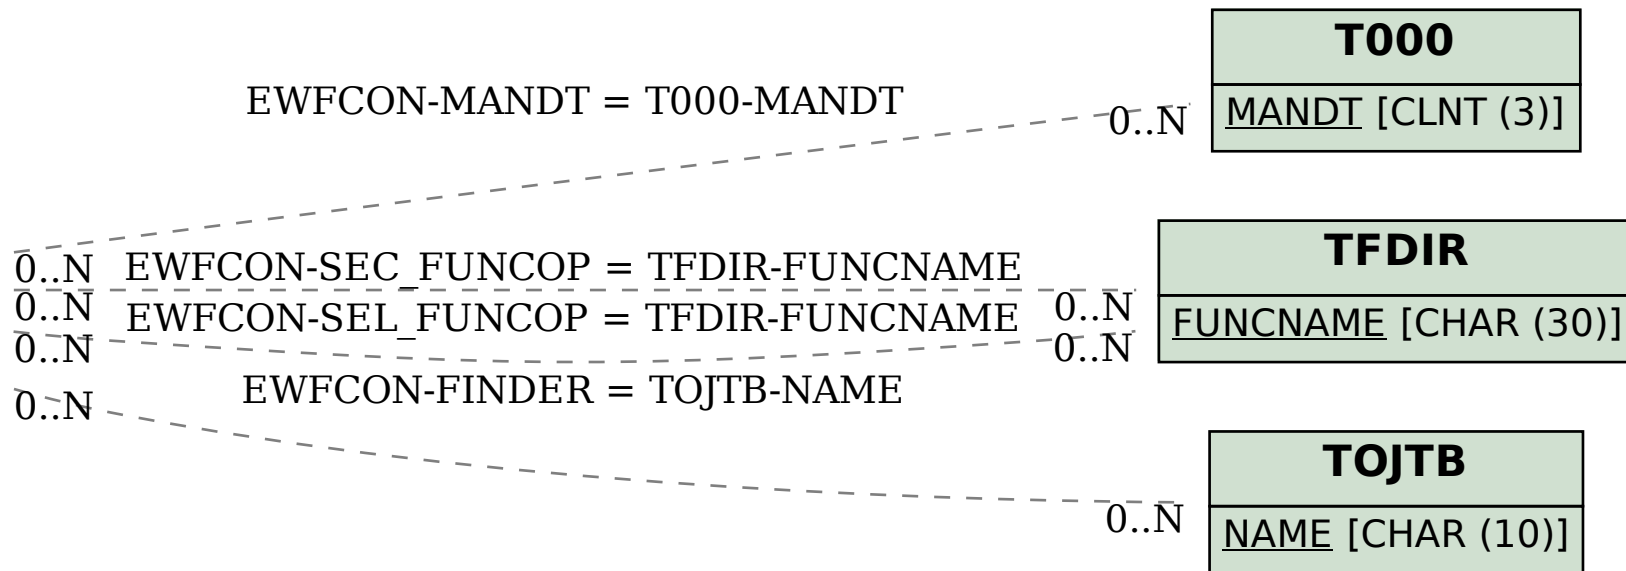 T000
EWFCON-MANDT = T000-MANDT
0..N
MANDT [CLNT (3)]
TFDIR
0..N
EWFCON-SEC_FUNCOP = TFDIR-FUNCNAME
0..N
0..N
EWFCON-SEL_FUNCOP = TFDIR-FUNCNAME
FUNCNAME [CHAR (30)]
0..N
0..N
EWFCON-FINDER = TOJTB-NAME
0..N
TOJTB
0..N
NAME [CHAR (10)]